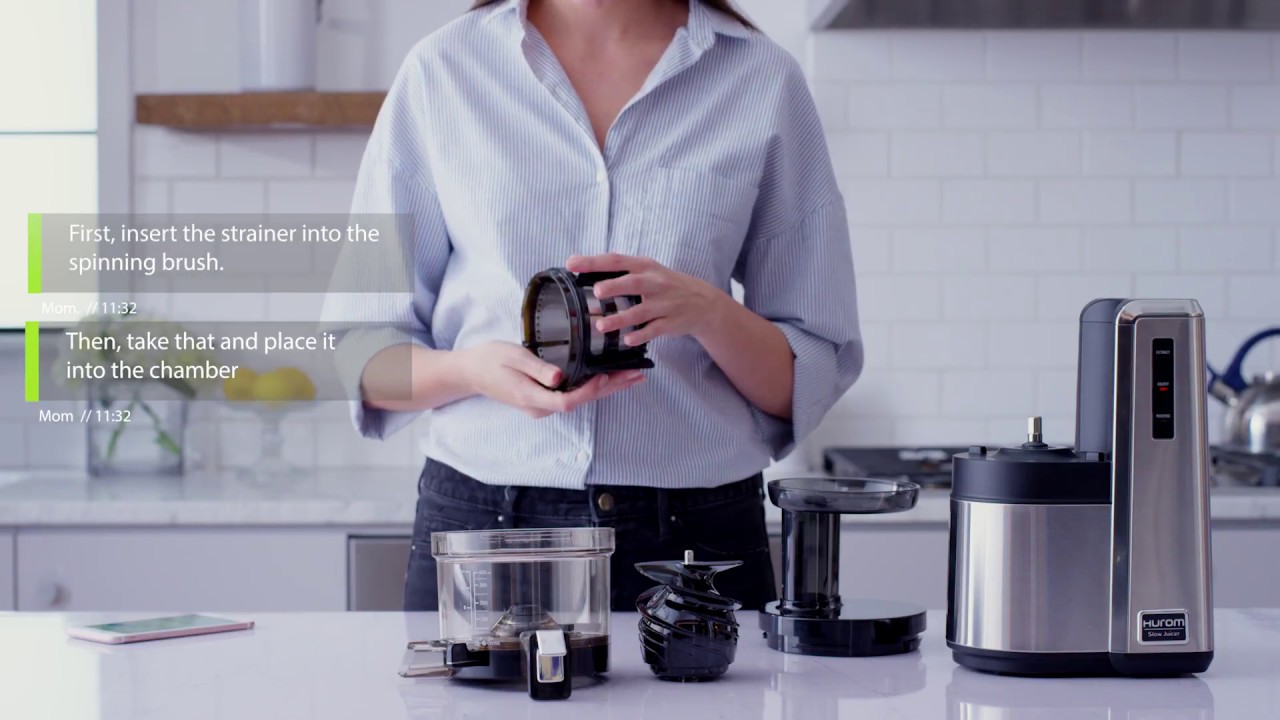 First, insert the strainer into the
spinning brush.
Mom // 11:32
Then, take that and place it
into the chamber
Mom // 11:32
HUROM
Slow Juicer